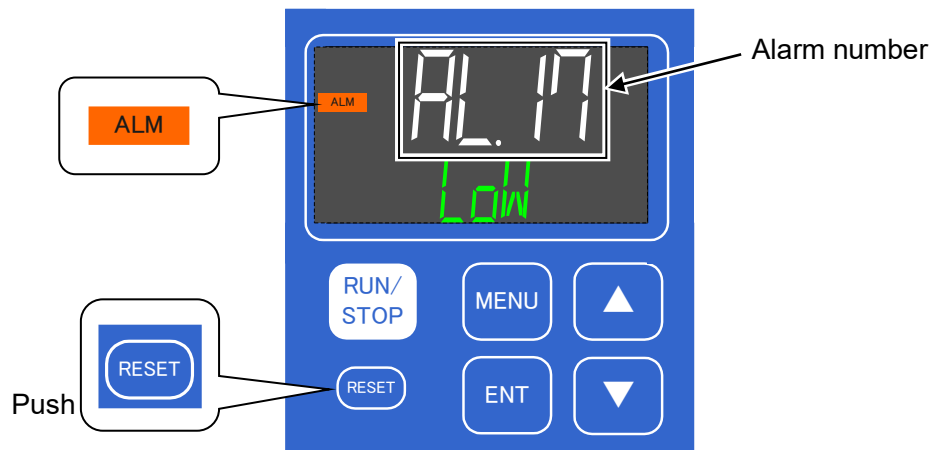 Alarm number
AL.17
ALM
ALM
LoW
RUN/
STOP
MENU
RESET
RESET
ENT
Push